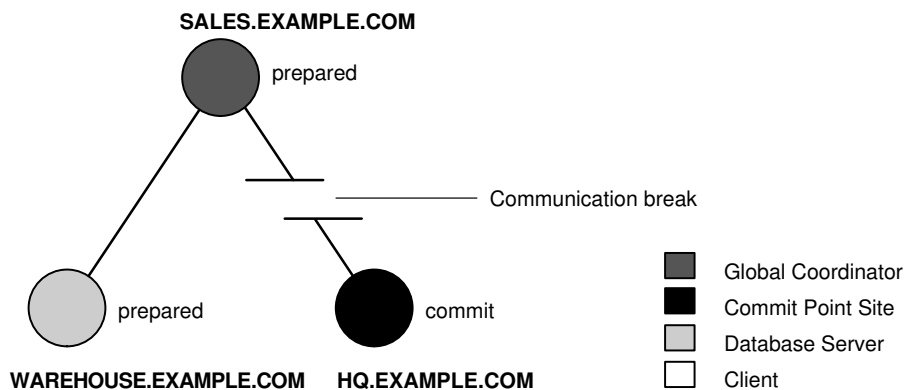 SALES.EXAMPLE.COM
prepared
Communication break
prepared
commit
WAREHOUSE.EXAMPLE.COM
HQ.EXAMPLE.COM
Global Coordinator
Commit Point Site
Database Server
Client